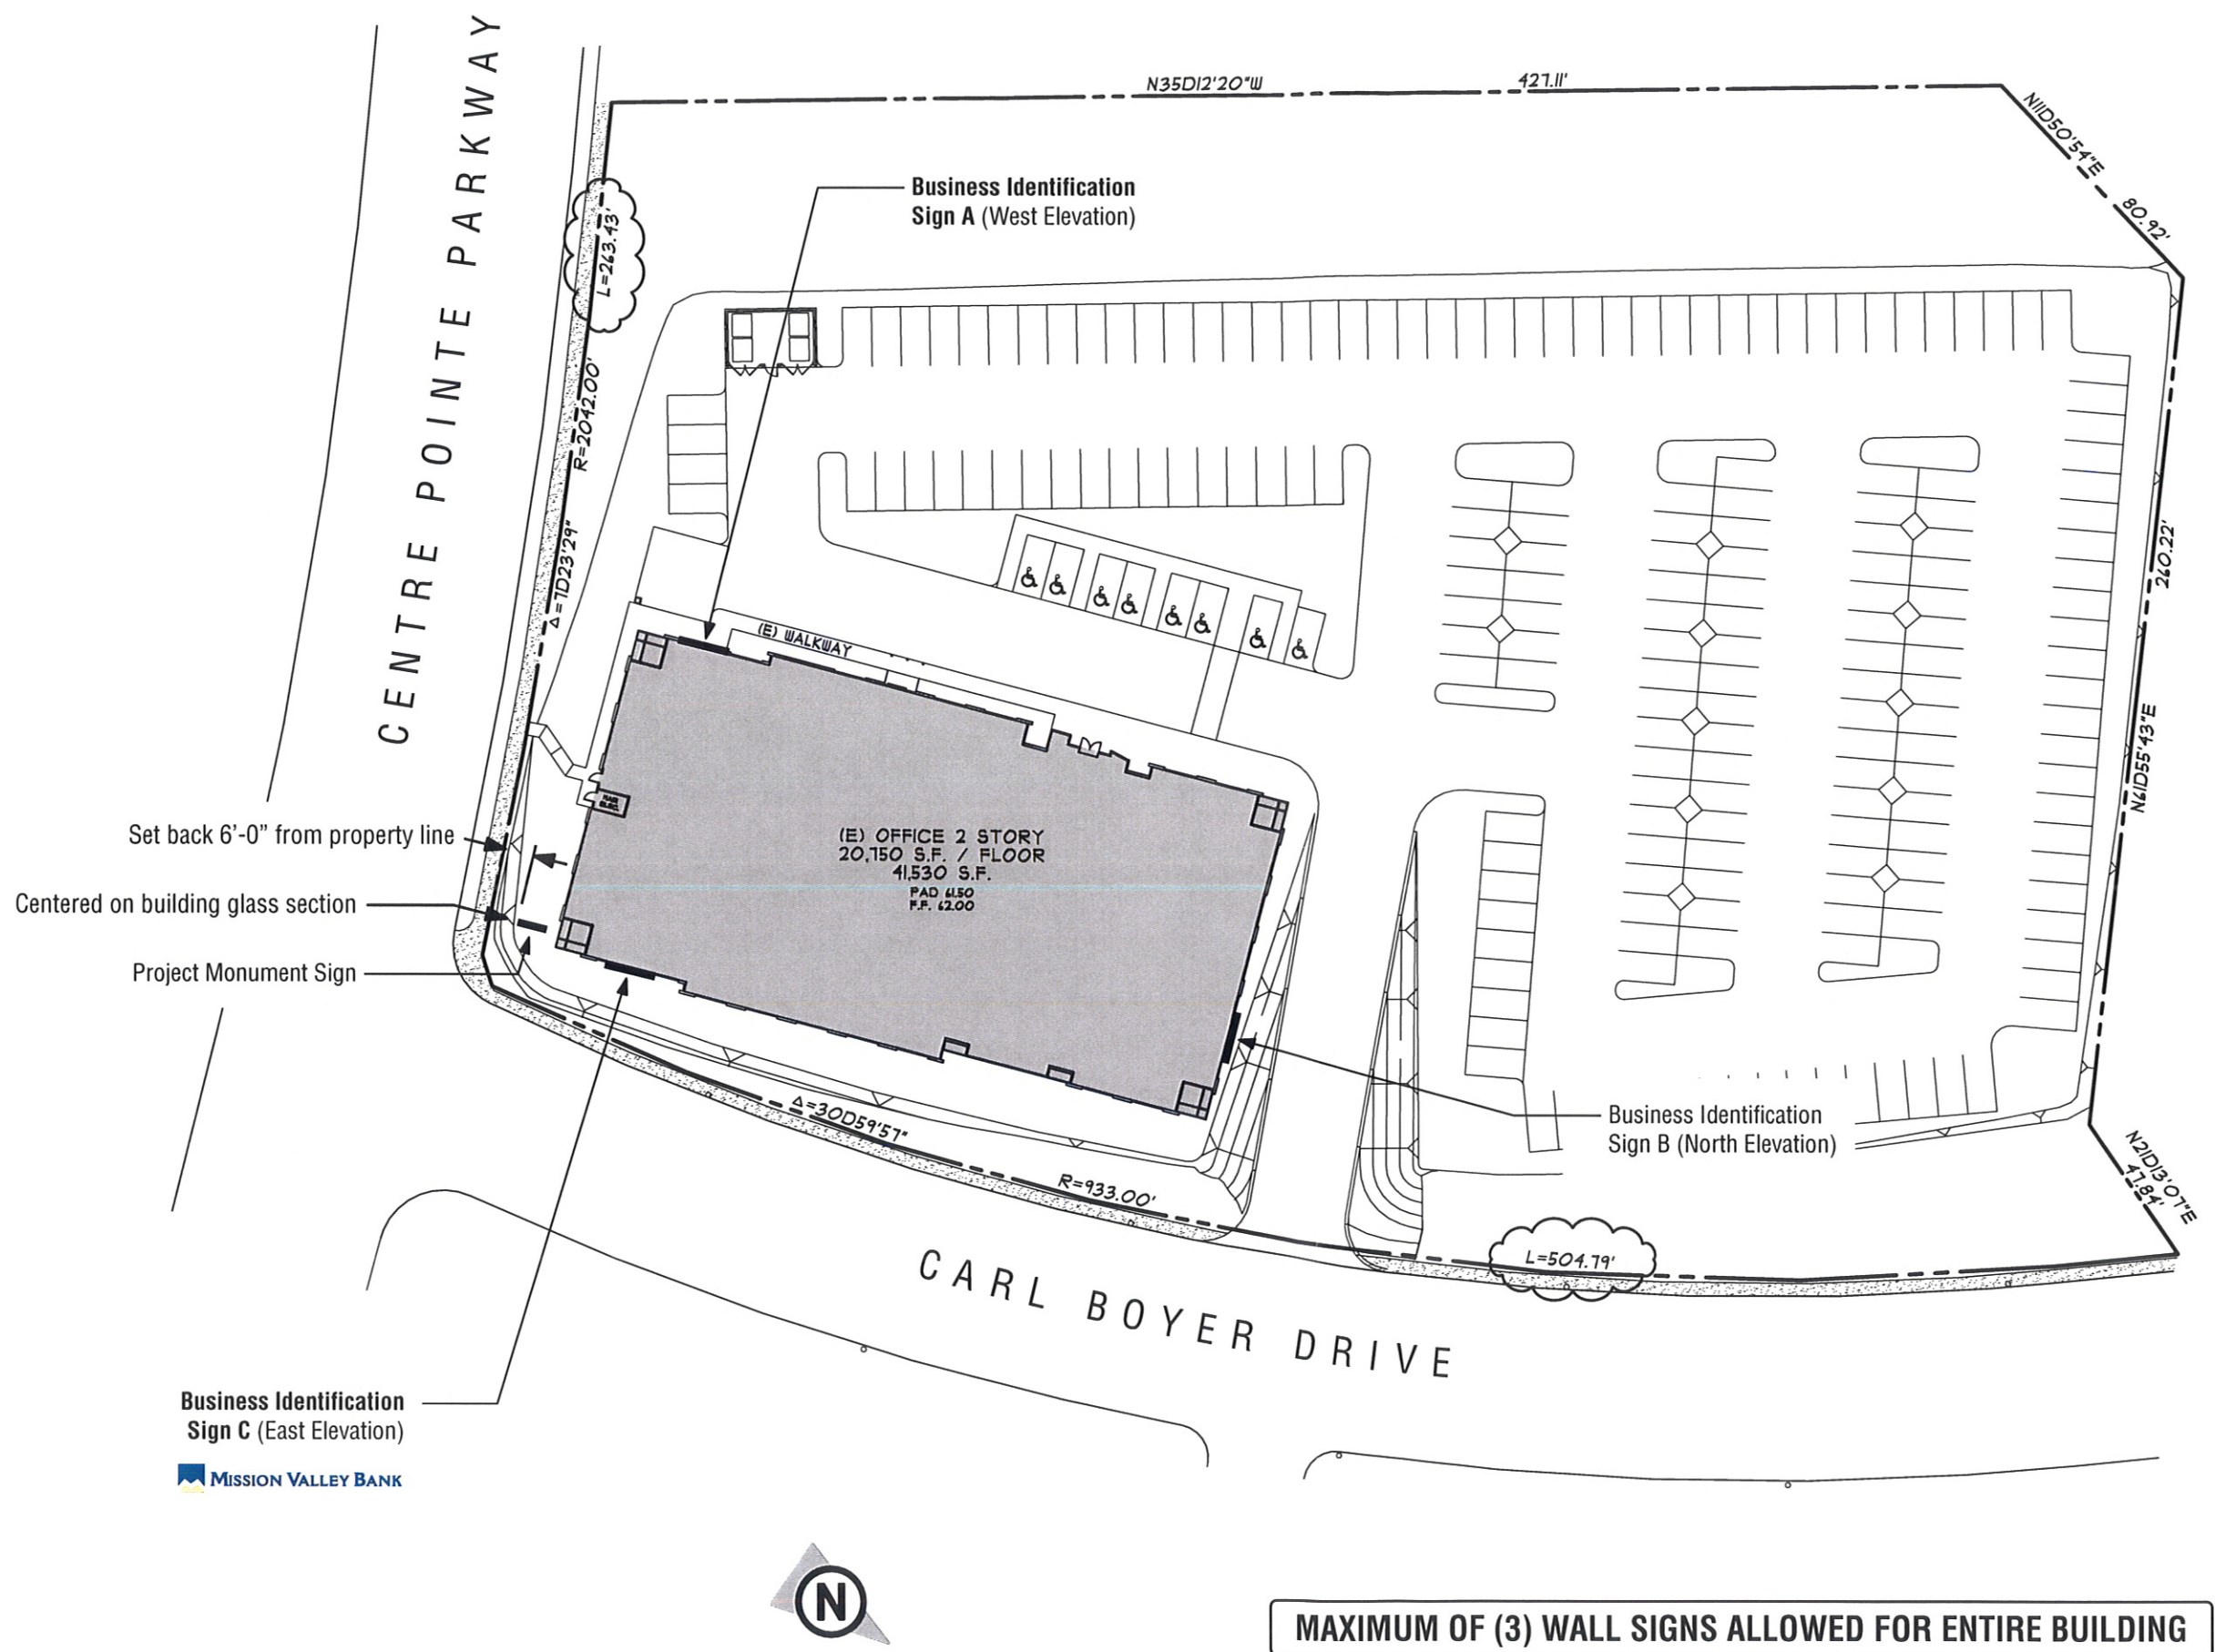 CENTRE POINTE PARKWAY
N35D12'20"W
427.11'
N11D50'54"E
80.92'
Business Identification
Sign A (West Elevation)
L=263.43'
R=2042.00'
Δ=7D23'29"
260.22'
N61D55'43"E
(E) WALKWAY
Set back 6'-0" from property line
Centered on building glass section
Project Monument Sign
(E) OFFICE 2 STORY
20,750 S.F. / FLOOR
41,530 S.F.
PAD 61.50
F.F. 62.00
Business Identification
Sign B (North Elevation)
Δ=30D59'57"
R=933.00'
L=504.79'
N21D13'07"E
47.84'
CARL BOYER DRIVE
Business Identification
Sign C (East Elevation)
MISSION VALLEY BANK
N
MAXIMUM OF (3) WALL SIGNS ALLOWED FOR ENTIRE BUILDING